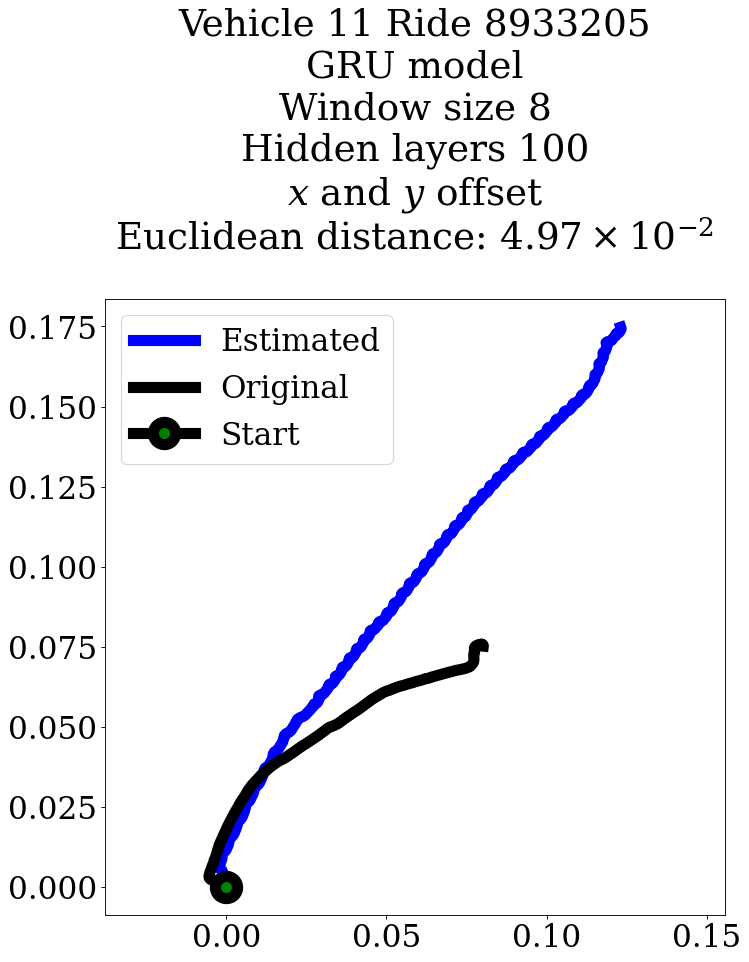 Vehicle 11 Ride 8933205
GRU model
Window size 8
Hidden layers 100
x and y offset
Euclidean distance: 4.97 × 10⁻²
Estimated
Original
Start
0.175
0.150
0.125
0.100
0.075
0.050
0.025
0.000
0.00 0.05 0.10 0.15